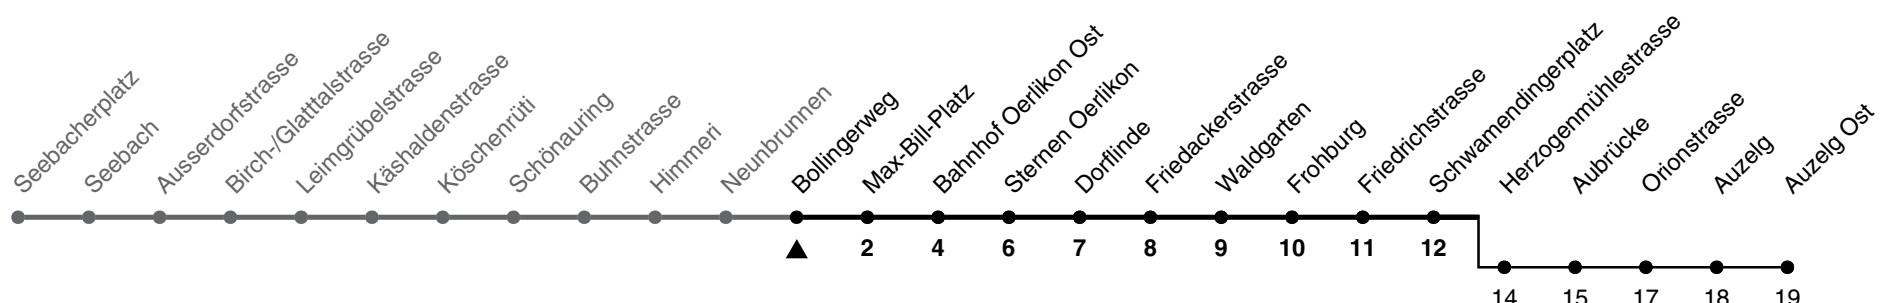 Seebacherplatz
Seebach
Ausserdorfstrasse
Birch-/Glatttalstrasse
Leimgrübelstrasse
Käshaldenstrasse
Köschenrüti
Schönauring
Buhnstrasse
Himmeri
Neunbrunnen
Bollingerweg
Max-Bill-Platz
Bahnhof Oerlikon Ost
Sternen Oerlikon
Dorflinde
Friedackerstrasse
Waldgarten
Frohburg
Friedrichstrasse
Schwamendingerplatz
Herzogenmühlestrasse
Aubrücke
Orionstrasse
Auzelg
Auzelg Ost
2 4 6 7 8 9 10 11 12
14 15 17 18 19